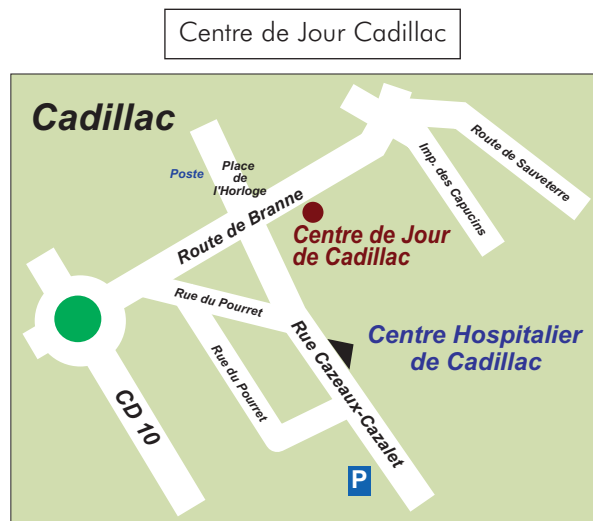 Centre de Jour Cadillac
Cadillac
Poste
Place
de
l'Horloge
Route de Branne
Imp. des Capucins
Route de Sauveterre
Centre de Jour
de Cadillac
Rue du Pourret
Rue du Pourret
Rue Cazeaux-Cazalet
Centre Hospitalier
de Cadillac
CD 10
P